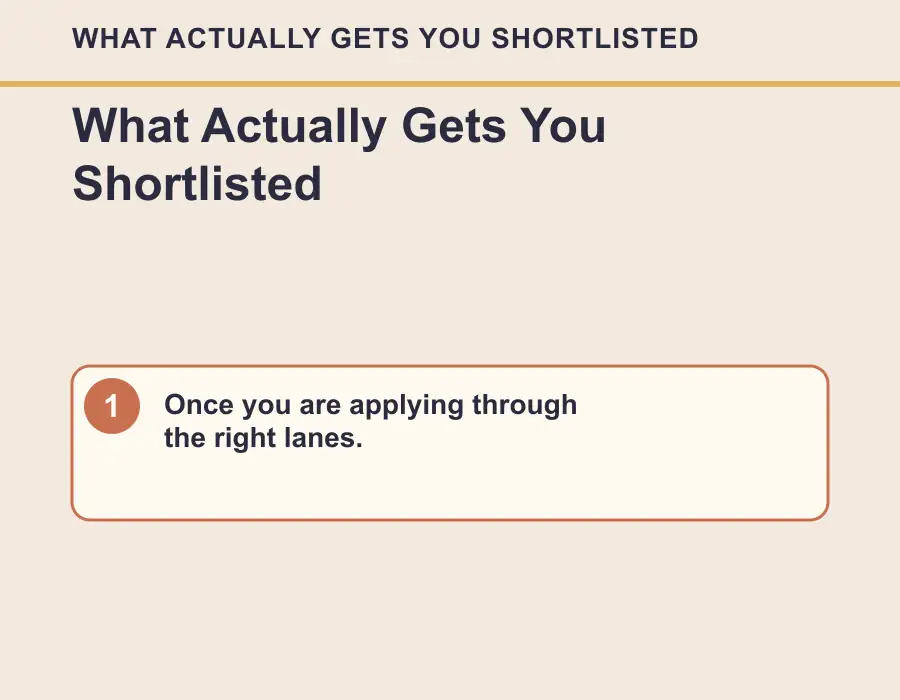 WHAT ACTUALLY GETS YOU SHORTLISTED
What Actually Gets You
Shortlisted
1
Once you are applying through
the right lanes.